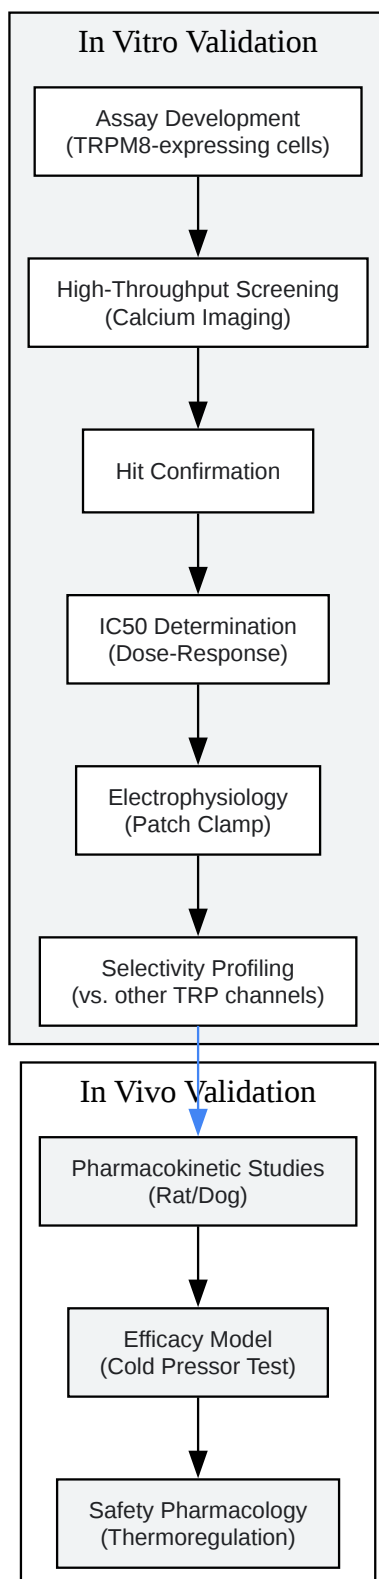 In Vitro Validation
Assay Development
(TRPM8-expressing cells)
High-Throughput Screening
(Calcium Imaging)
Hit Confirmation
IC50 Determination
(Dose-Response)
Electrophysiology
(Patch Clamp)
Selectivity Profiling
(vs. other TRP channels)
In Vivo Validation
Pharmacokinetic Studies
(Rat/Dog)
Efficacy Model
(Cold Pressor Test)
Safety Pharmacology
(Thermoregulation)